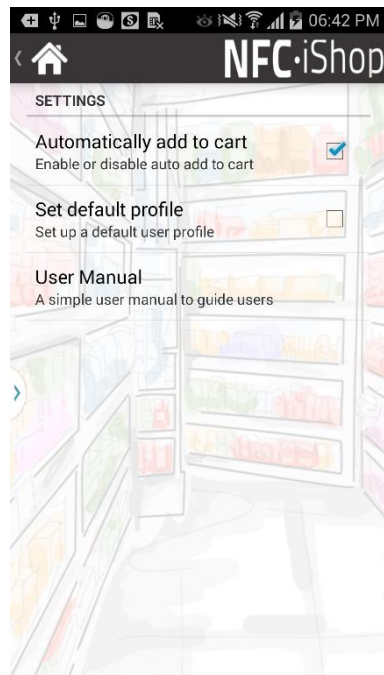 06:42 PM
NFC·iShop
SETTINGS
Automatically add to cart
Enable or disable auto add to cart
Set default profile
Set up a default user profile
User Manual
A simple user manual to guide users